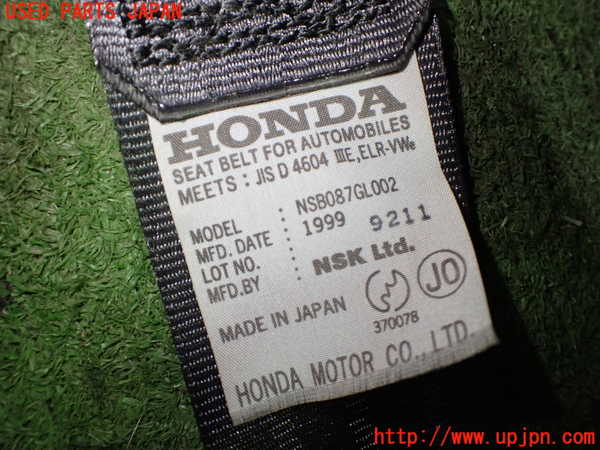 USED PARTS JAPAN
HONDA
SEAT BELT FOR AUTOMOBILES
MEETS : JIS D 4604 ⅢE,ELR-VWe
MODEL : NSB087GL002
MFD. DATE : 1999 9211
LOT NO. :
MFD.BY : NSK Ltd.
MADE IN JAPAN
JO
370078
HONDA MOTOR CO., LTD.
http://www.upjpn.com